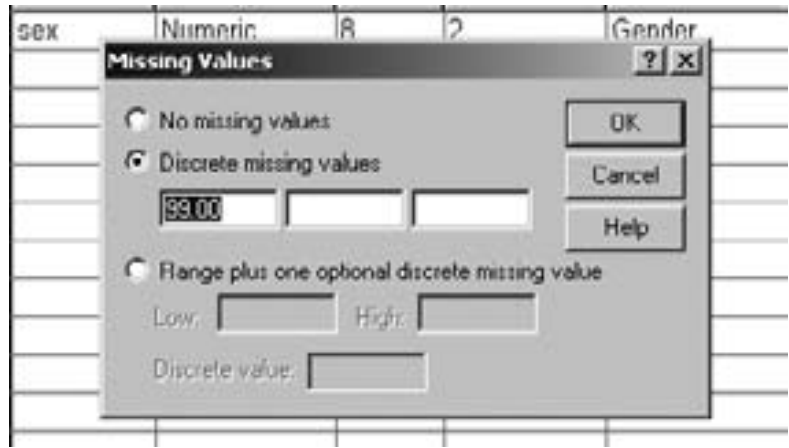 sex Numeric 8 2 Gender
Missing Values
No missing values
OK
Discrete missing values
Cancel
99.00
Help
Range plus one optional discrete missing value
Low: High:
Discrete value: